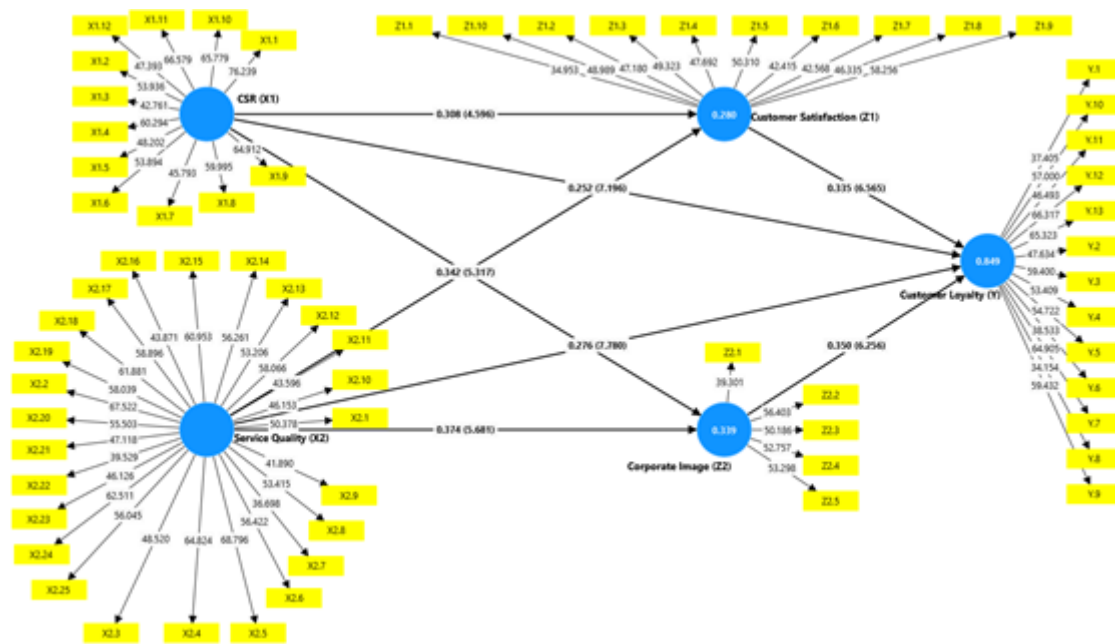 X1.12
X1.11
X1.10
X1.1
X1.2
X1.3
X1.4
X1.5
X1.6
X1.7
X1.8
X1.9
47.393
66.579
65.779
76.239
53.936
42.761
60.294
48.202
53.894
45.793
59.995
64.912
CSR (X1)
Z1.1
Z1.10
Z1.2
Z1.3
Z1.4
Z1.5
Z1.6
Z1.7
Z1.8
Z1.9
34.953
48.989
47.180
49.323
47.692
50.310
42.415
42.568
46.335
58.256
0.280
Customer Satisfaction (Z1)
0.308 (4.596)
0.252 (7.196)
0.335 (6.565)
0.342 (5.317)
0.276 (7.780)
0.350 (6.256)
0.374 (5.681)
Y.1
Y.10
Y.11
Y.12
Y.13
Y.2
Y.3
Y.4
Y.5
Y.6
Y.7
Y.8
Y.9
37.405
57.000
46.493
66.317
65.323
47.634
59.400
53.409
54.722
38.533
64.905
34.154
59.432
0.849
Customer Loyalty (Y)
X2.16
X2.15
X2.14
X2.17
X2.13
X2.18
X2.12
X2.19
X2.11
X2.2
X2.10
X2.20
X2.1
X2.21
X2.22
X2.9
X2.23
X2.8
X2.24
X2.7
X2.25
X2.6
X2.3
X2.4
X2.5
43.871
60.953
56.261
58.896
53.206
61.881
58.066
58.039
43.596
67.522
46.153
55.503
50.378
47.118
39.529
41.890
46.126
53.415
62.511
36.698
56.045
56.422
48.520
64.824
68.796
Service Quality (X2)
Z2.1
39.301
Z2.2
Z2.3
Z2.4
Z2.5
56.403
50.186
52.757
53.298
0.339
Corporate Image (Z2)